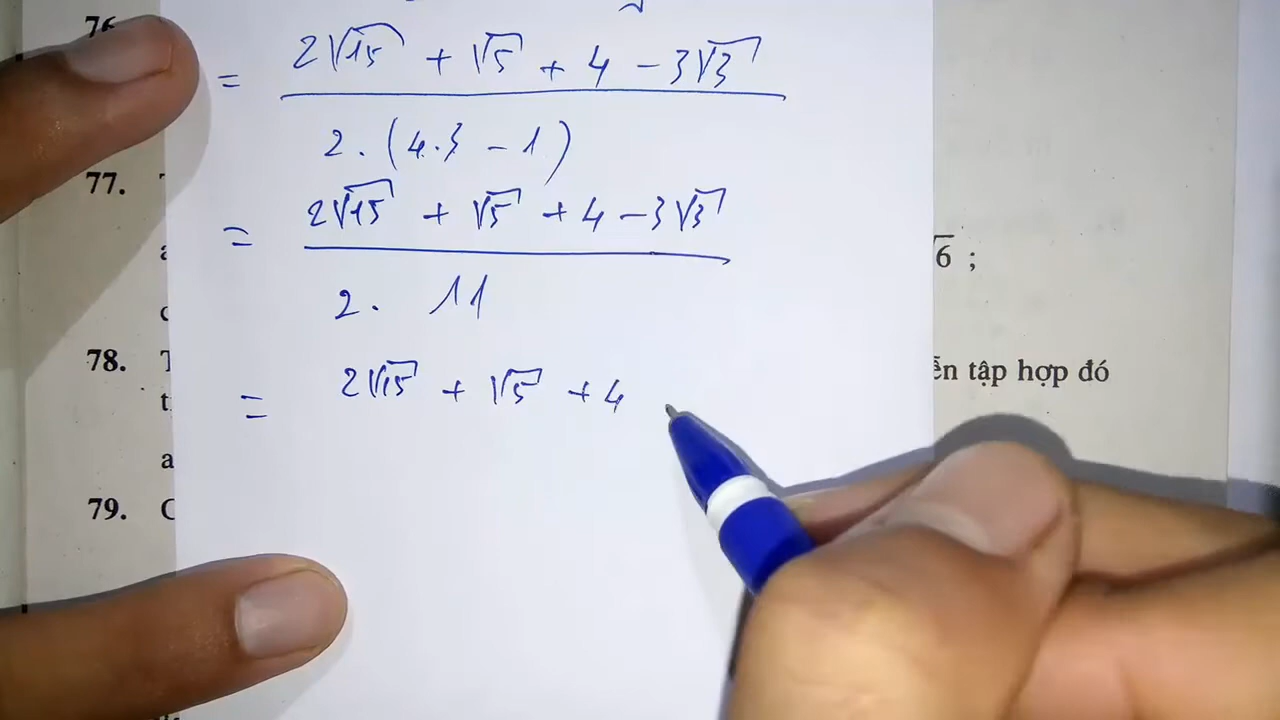 76
= 2√15 + √5 + 4 − 3√3
2.(4.3 − 1)
77.
= 2√15 + √5 + 4 − 3√3
2. 11
√6 ;
78.
= 2√15 + √5 + 4
ễn tập hợp đó
t
a
79.